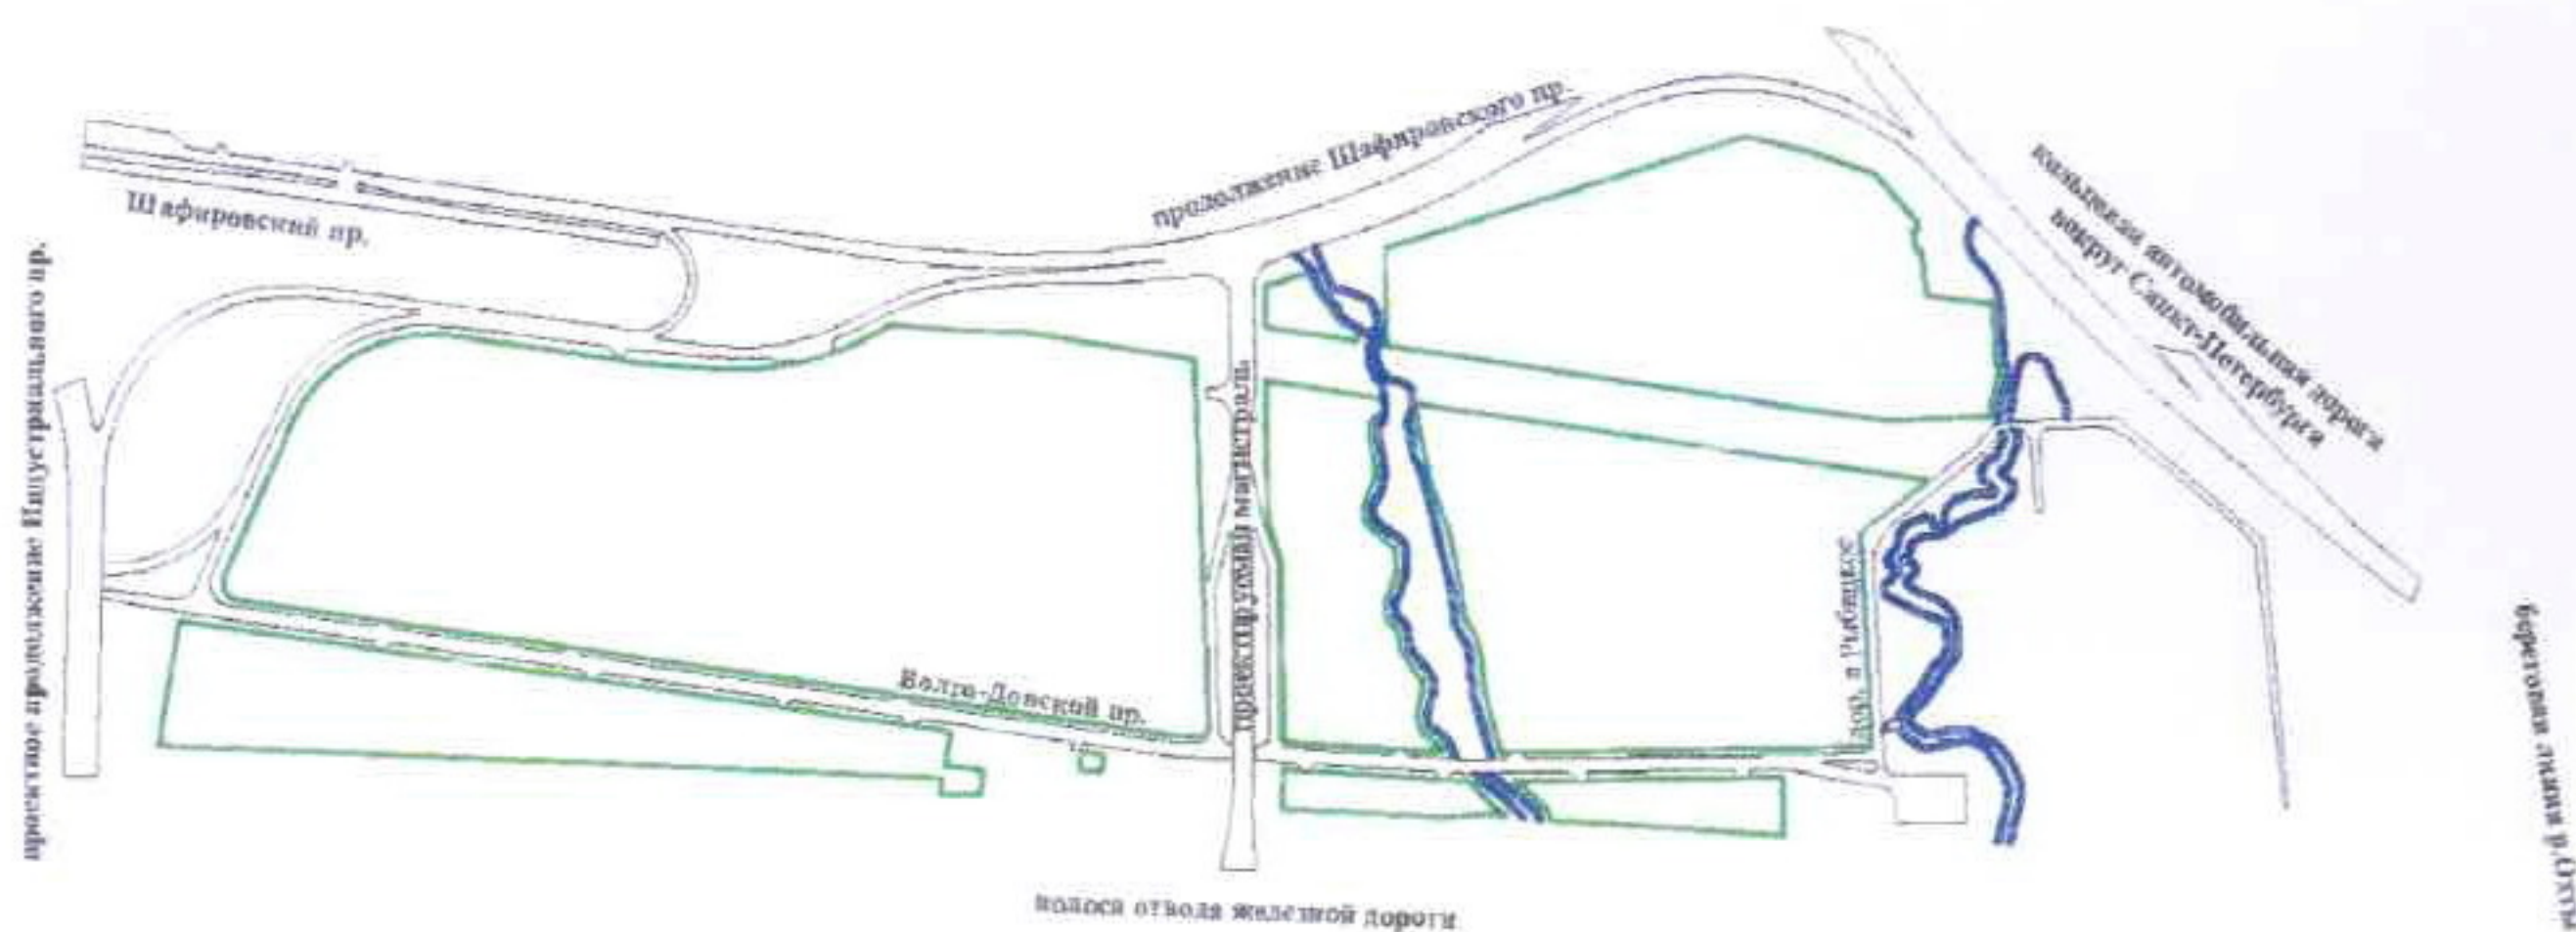 продолжение Шафировского пр.
Шафировский пр.
кольцевая автомобильная дорога
вокруг Санкт-Петербурга
проектное продолжение Индустриального пр.
проектируемая магистраль
дор. в Рыбацкое
Волго-Донской пр.
береговая линия р.Охты
полоса отвода железной дороги